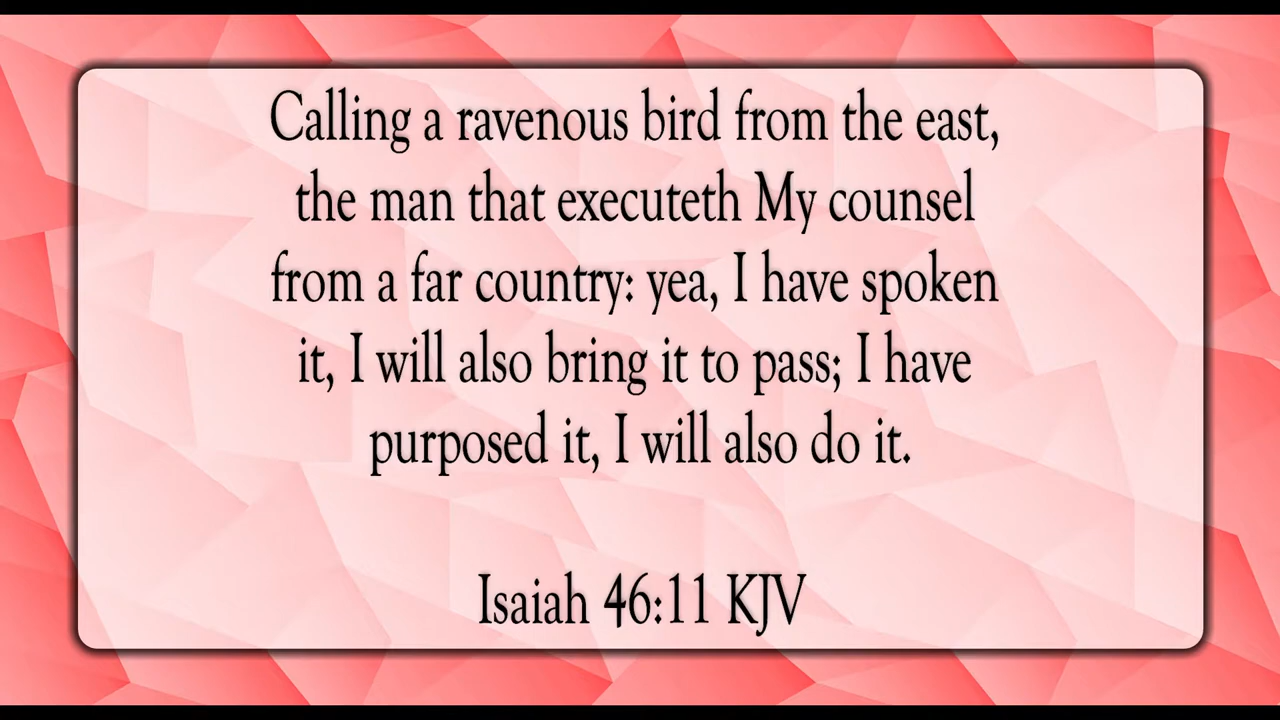 Calling a ravenous bird from the east,
the man that executeth My counsel
from a far country: yea, I have spoken
it, I will also bring it to pass; I have
purposed it, I will also do it.
Isaiah 46:11 KJV